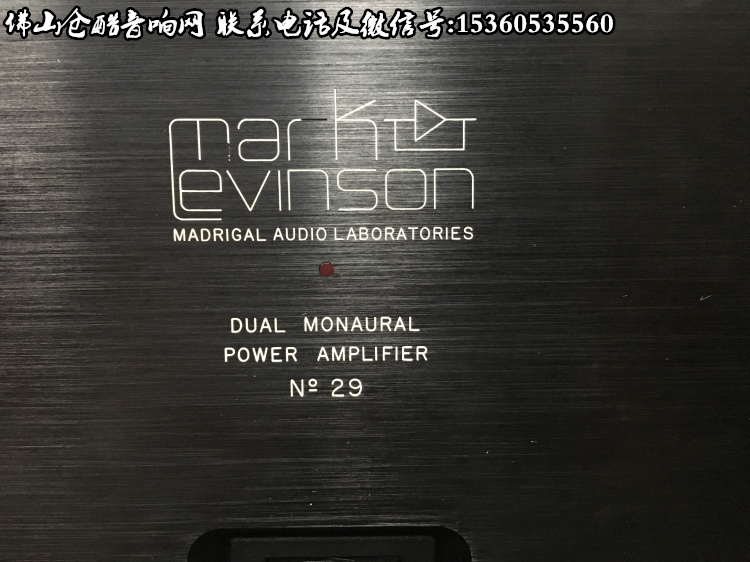 佛山仓酷音响网 联系电话及微信号:15360535560
mark
Levinson
MADRIGAL AUDIO LABORATORIES
DUAL MONAURAL
POWER AMPLIFIER
Nº 29